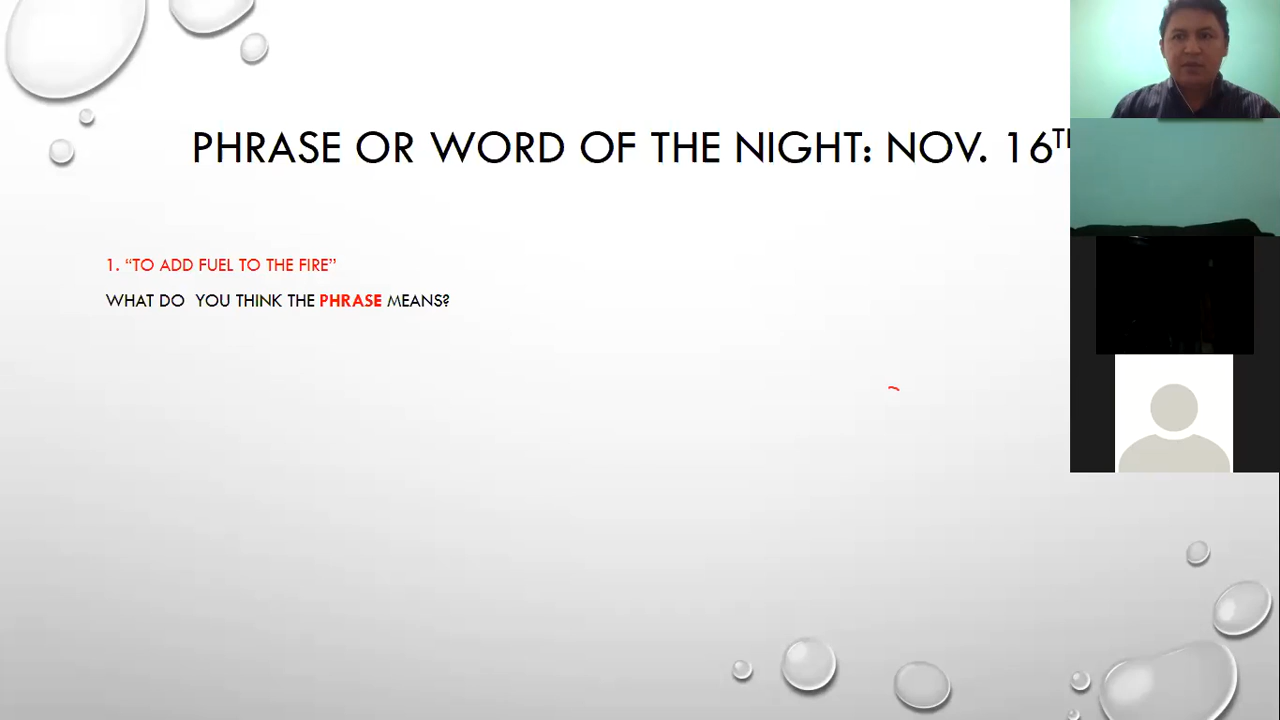 PHRASE OR WORD OF THE NIGHT: NOV. 16
1. “TO ADD FUEL TO THE FIRE”
WHAT DO YOU THINK THE PHRASE MEANS?